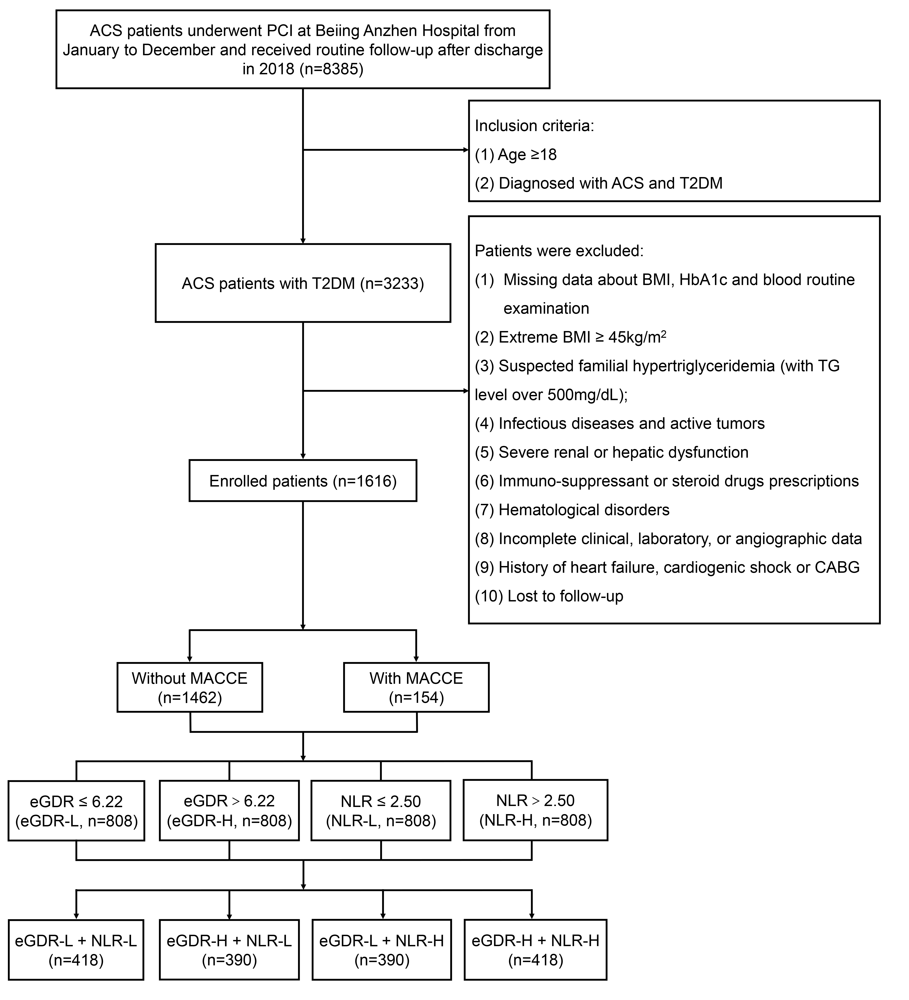 ACS patients underwent PCI at Beiing Anzhen Hospital from
January to December and received routine follow-up after discharge
in 2018 (n=8385)
Inclusion criteria:
(1) Age ≥18
(2) Diagnosed with ACS and T2DM
ACS patients with T2DM (n=3233)
Patients were excluded:
(1) Missing data about BMI, HbA1c and blood routine
examination
(2) Extreme BMI ≥ 45kg/m²
(3) Suspected familial hypertriglyceridemia (with TG
level over 500mg/dL);
(4) Infectious diseases and active tumors
(5) Severe renal or hepatic dysfunction
(6) Immuno-suppressant or steroid drugs prescriptions
(7) Hematological disorders
(8) Incomplete clinical, laboratory, or angiographic data
(9) History of heart failure, cardiogenic shock or CABG
(10) Lost to follow-up
Enrolled patients (n=1616)
Without MACCE
(n=1462)
With MACCE
(n=154)
eGDR ≤ 6.22
(eGDR-L, n=808)
eGDR > 6.22
(eGDR-H, n=808)
NLR ≤ 2.50
(NLR-L, n=808)
NLR > 2.50
(NLR-H, n=808)
eGDR-L + NLR-L
(n=418)
eGDR-H + NLR-L
(n=390)
eGDR-L + NLR-H
(n=390)
eGDR-H + NLR-H
(n=418)